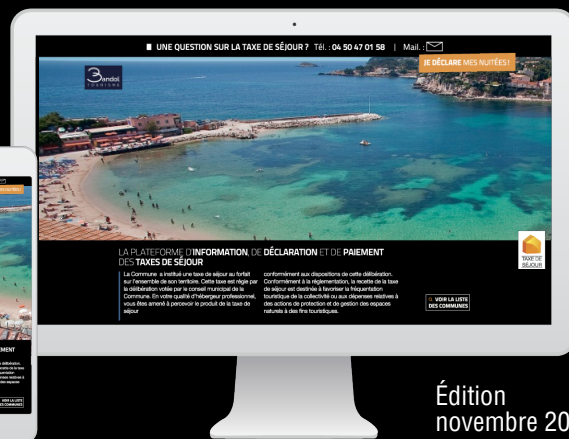 UNE QUESTION SUR LA TAXE DE SÉJOUR ? Tél. : 04 50 47 01 58 | Mail. :
JE DÉCLARE MES NUITÉES !
Bandol
TOURISME
LA PLATEFORME D'INFORMATION, DE DÉCLARATION ET DE PAIEMENT
DES TAXES DE SÉJOUR
La Commune a institué une taxe de séjour au forfait
sur l'ensemble de son territoire. Cette taxe est régie par
la délibération votée par le conseil municipal de la
Commune. En votre qualité d'hébergeur professionnel,
vous êtes amené à percevoir le produit de la taxe de
séjour
conformément aux dispositions de cette délibération.
Conformément à la réglementation, la recette de la taxe
de séjour est destinée à favoriser la fréquentation
touristique de la collectivité ou aux dépenses relatives à
des actions de protection et de gestion des espaces
naturels à des fins touristiques.
TAXE DE
SÉJOUR
VOIR LA LISTE
DES COMMUNES
VOIR LA LISTE
DES COMMUNES
Édition
novembre 20